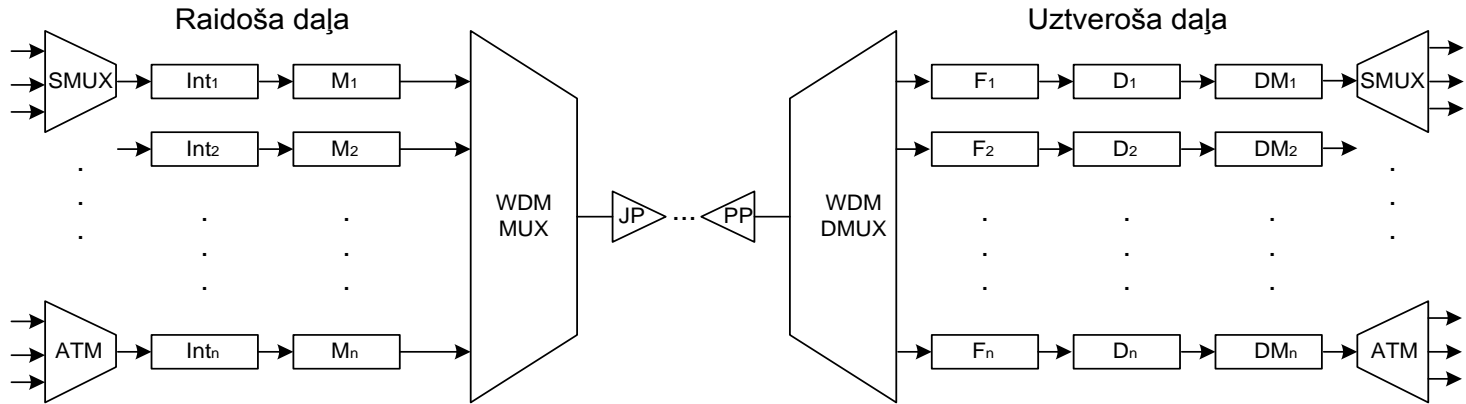 Raidoša daļa Uztveroša daļa
SMUX Int₁ M₁ F₁ D₁ DM₁ SMUX
Int₂ M₂ F₂ D₂ DM₂
WDM WDM
MUX JP ... PP DMUX
ATM Intₙ Mₙ Fₙ Dₙ DMₙ ATM